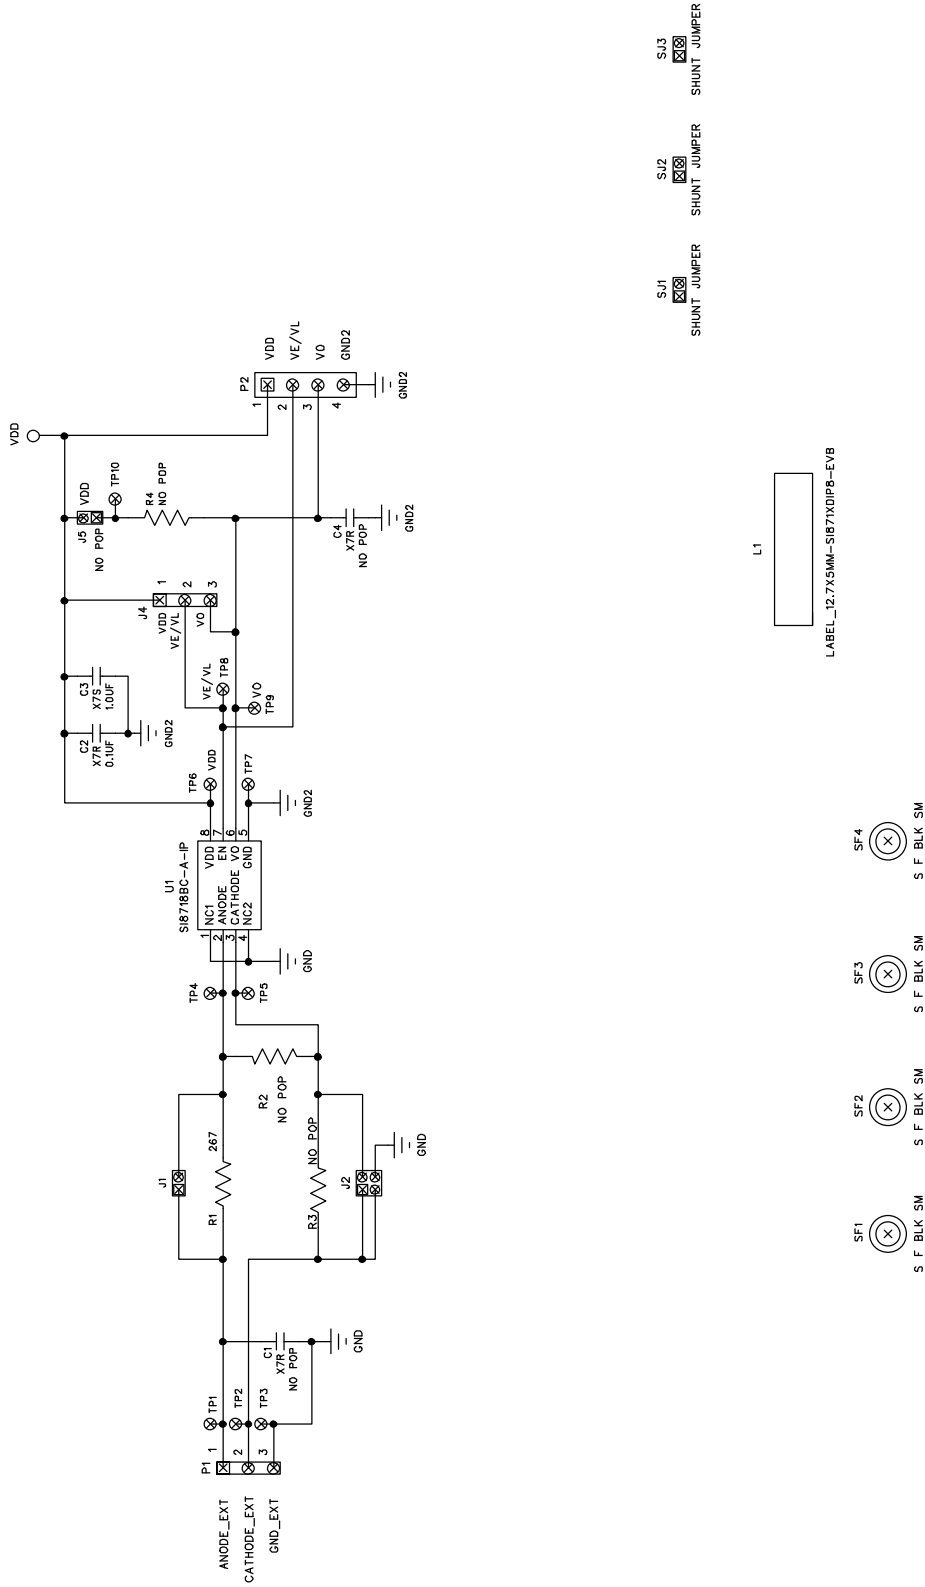 ANODE_EXT
CATHODE_EXT
GND_EXT
P1
1
2
3
TP1
TP2
TP3
C1
X7R
NO POP
GND
R1
267
J1
R3
NO POP
J2
GND
R2
NO POP
TP4
TP5
GND
U1
SI8718BC-A-IP
1
2
3
4
NC1
ANODE
CATHODE
NC2
VDD
EN
VO
GND
8
7
6
5
TP6
VDD
TP7
GND2
C2
X7R
0.1UF
C3
X7S
1.0UF
GND2
VE/VL
TP8
VO
TP9
J4
1
2
3
VDD
VE/VL
VO
J5
VDD
NO POP
TP10
R4
NO POP
C4
X7R
NO POP
GND2
VDD
P2
1
2
3
4
VDD
VE/VL
VO
GND2
GND2
SJ1
SHUNT JUMPER
SJ2
SHUNT JUMPER
SJ3
SHUNT JUMPER
L1
LABEL_12.7X5MM-SI871XDIP8-EVB
SF1
S F BLK SM
SF2
S F BLK SM
SF3
S F BLK SM
SF4
S F BLK SM